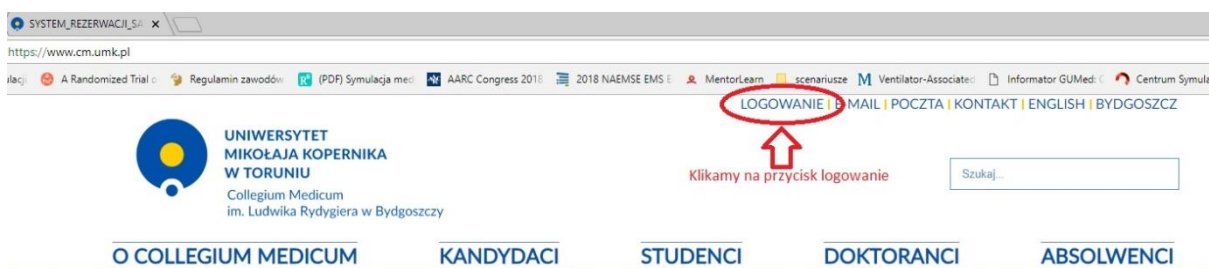 SYSTEM_REZERWACJI_SA
https://www.cm.umk.pl
ulacji A Randomized Trial o Regulamin zawodów (PDF) Symulacja med AARC Congress 2018 2018 NAEMSE EMS E MentorLearn scenariusze Ventilator-Associated Informator GUMed: Centrum Symula
LOGOWANIE | E-MAIL | POCZTA | KONTAKT | ENGLISH | BYDGOSZCZ
UNIWERSYTET
MIKOŁAJA KOPERNIKA
W TORUNIU
Collegium Medicum
im. Ludwika Rydygiera w Bydgoszczy
Klikamy na przycisk logowanie
Szukaj...
O COLLEGIUM MEDICUM KANDYDACI STUDENCI DOKTORANCI ABSOLWENCI